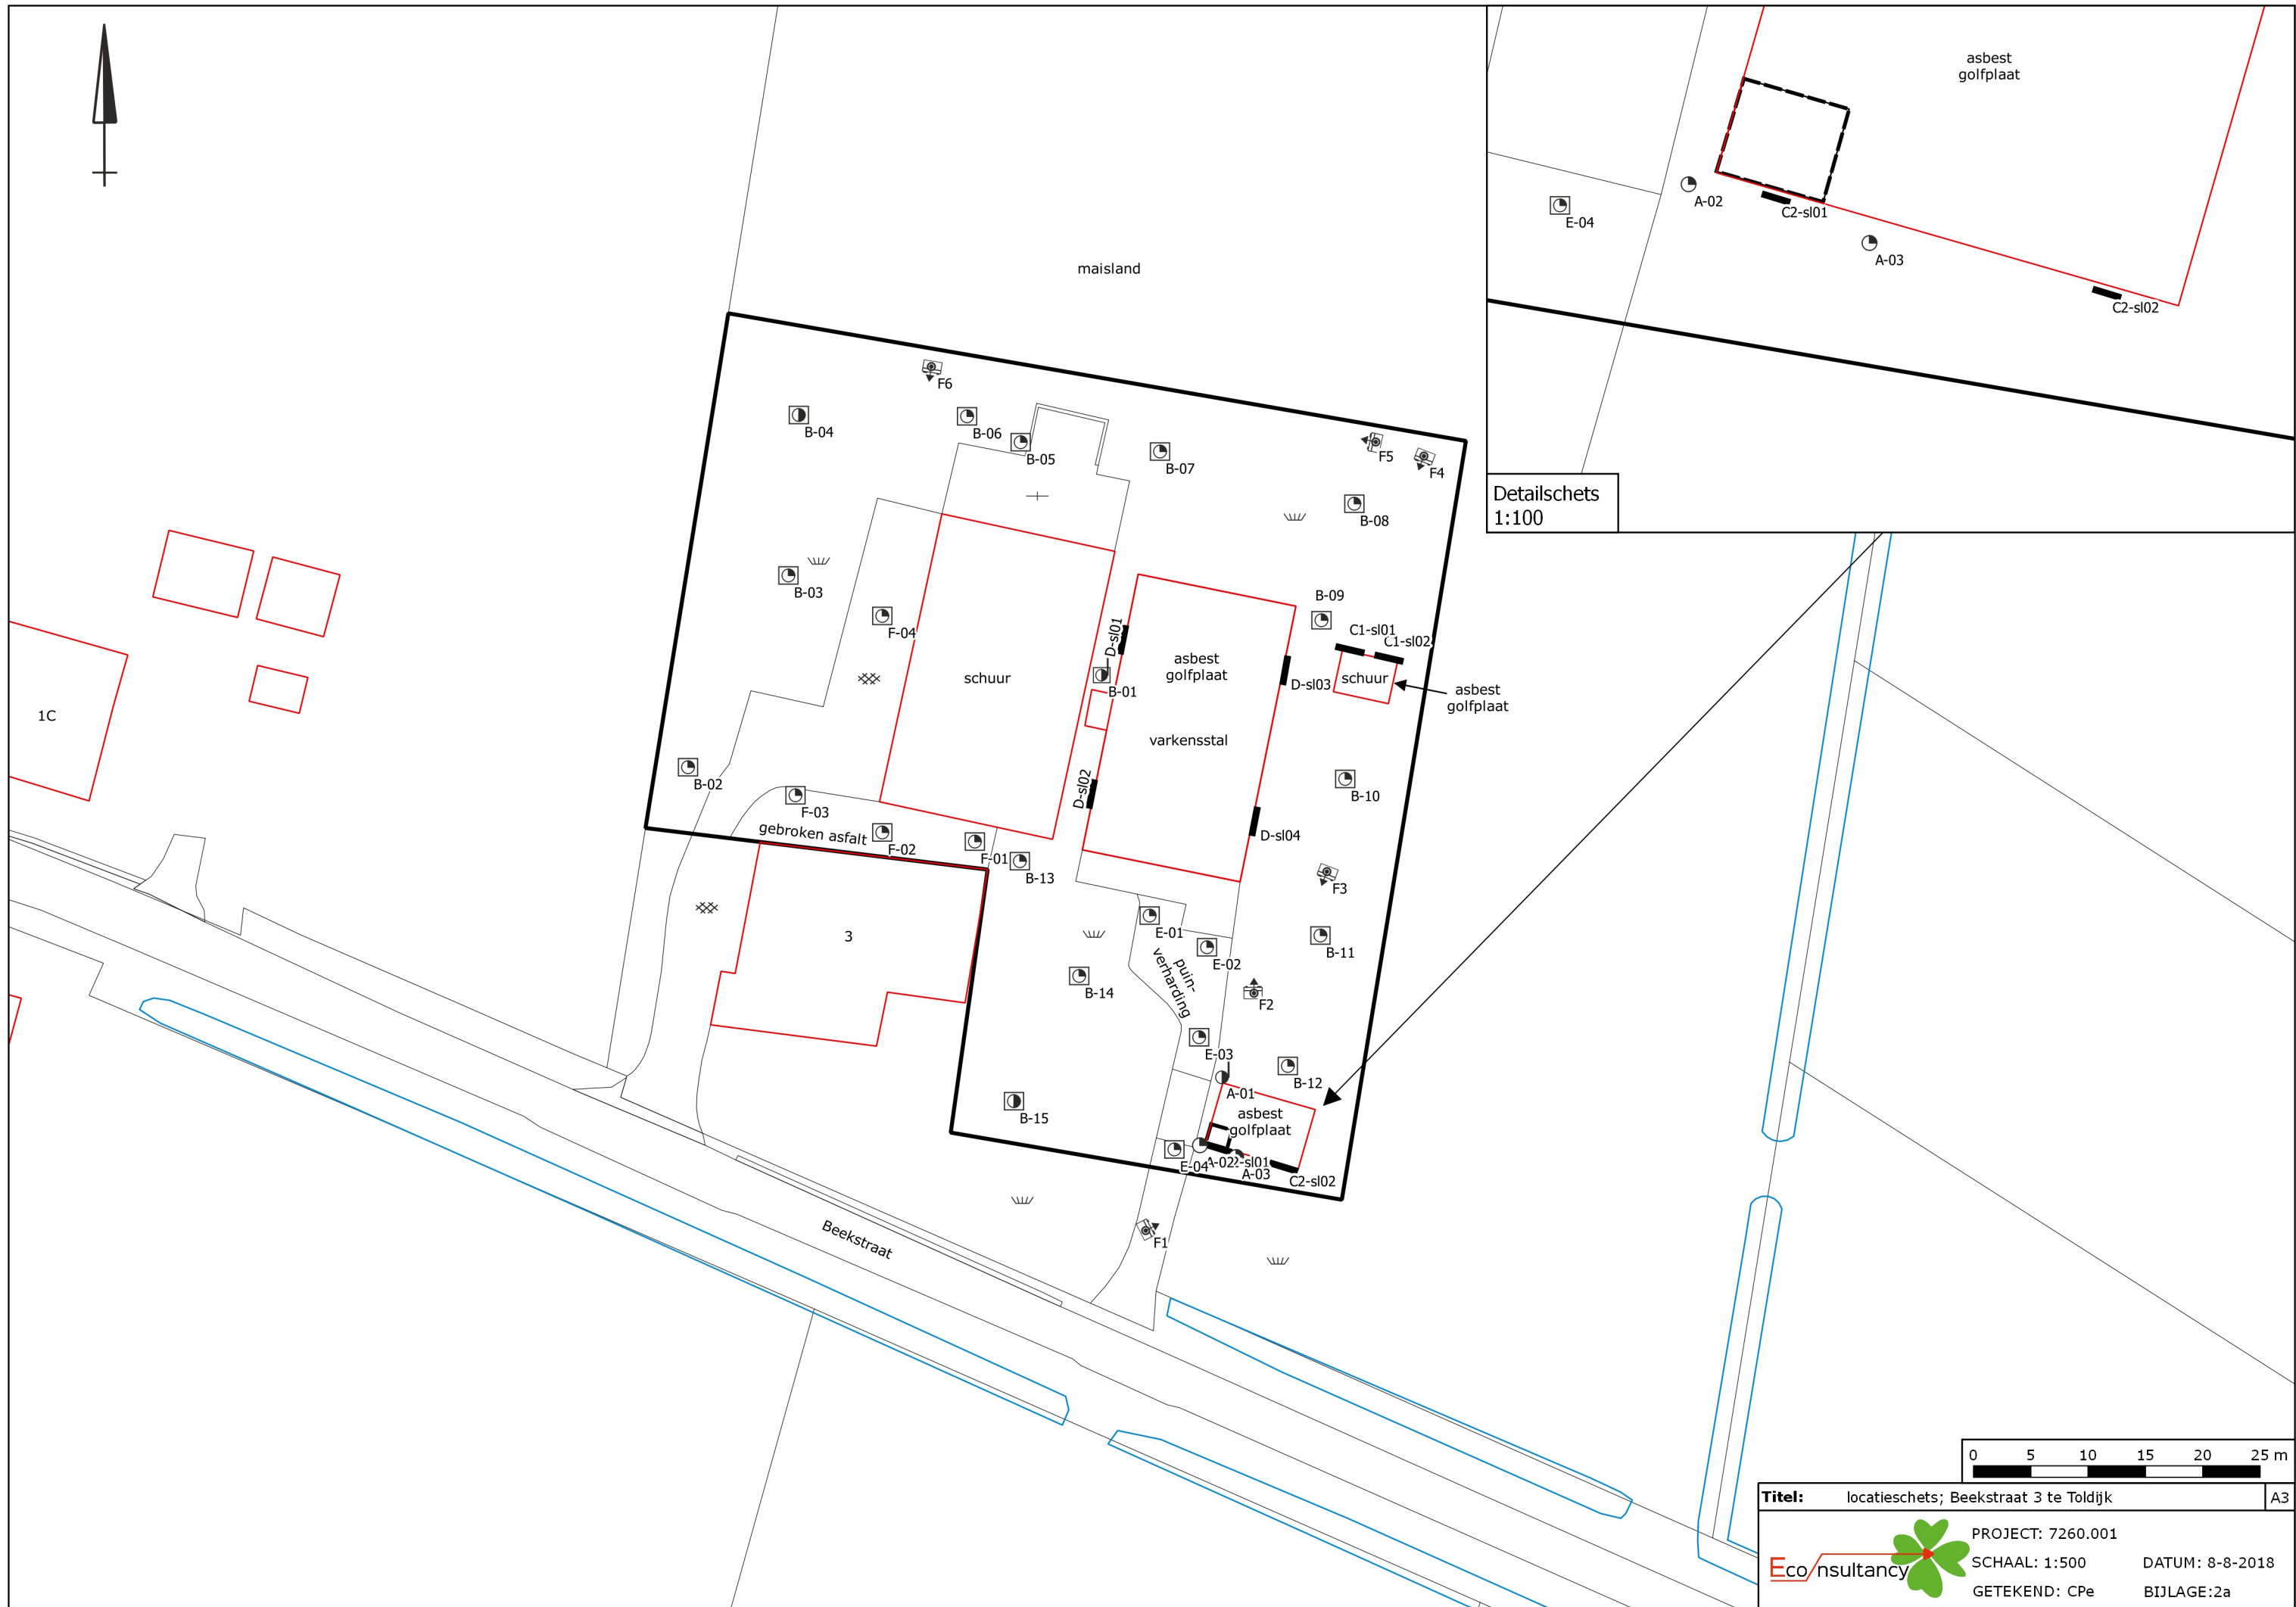 asbest
golfplaat
A-02
C2-sl01
E-04
A-03
C2-sl02
Detailschets
1:100
maisland
F6
B-04
B-06
B-05
B-07
F5
F4
B-08
B-03
B-09
F-04
D-sl01
C1-sl01
C1-sl02
asbest
golfplaat
schuur
D-sl03
schuur
B-01
asbest
golfplaat
1C
varkensstal
B-02
D-sl02
B-10
F-03
gebroken asfalt
F-02
F-01
D-sl04
B-13
F3
3
E-01
B-11
E-02
puin-
verharding
B-14
F2
E-03
B-12
A-01
B-15
asbest
golfplaat
E-04
A-02
2-sl01
A-03
C2-sl02
Beekstraat
F1
0 5 10 15 20 25 m
Titel: locatieschets; Beekstraat 3 te Toldijk A3
Econsultancy
PROJECT: 7260.001
SCHAAL: 1:500 DATUM: 8-8-2018
GETEKEND: CPe BIJLAGE:2a